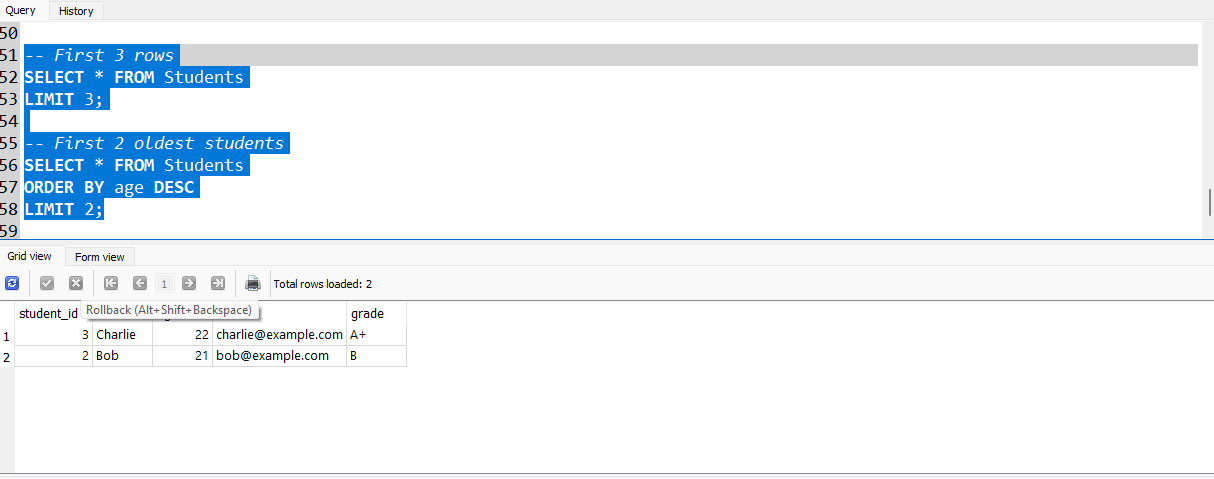 Query History
50
51 -- First 3 rows
52 SELECT * FROM Students
53 LIMIT 3;
54
55 -- First 2 oldest students
56 SELECT * FROM Students
57 ORDER BY age DESC
58 LIMIT 2;
59
Grid view Form view
1 Total rows loaded: 2
Rollback (Alt+Shift+Backspace)
student_id grade
1 3 Charlie 22 charlie@example.com A+
2 2 Bob 21 bob@example.com B